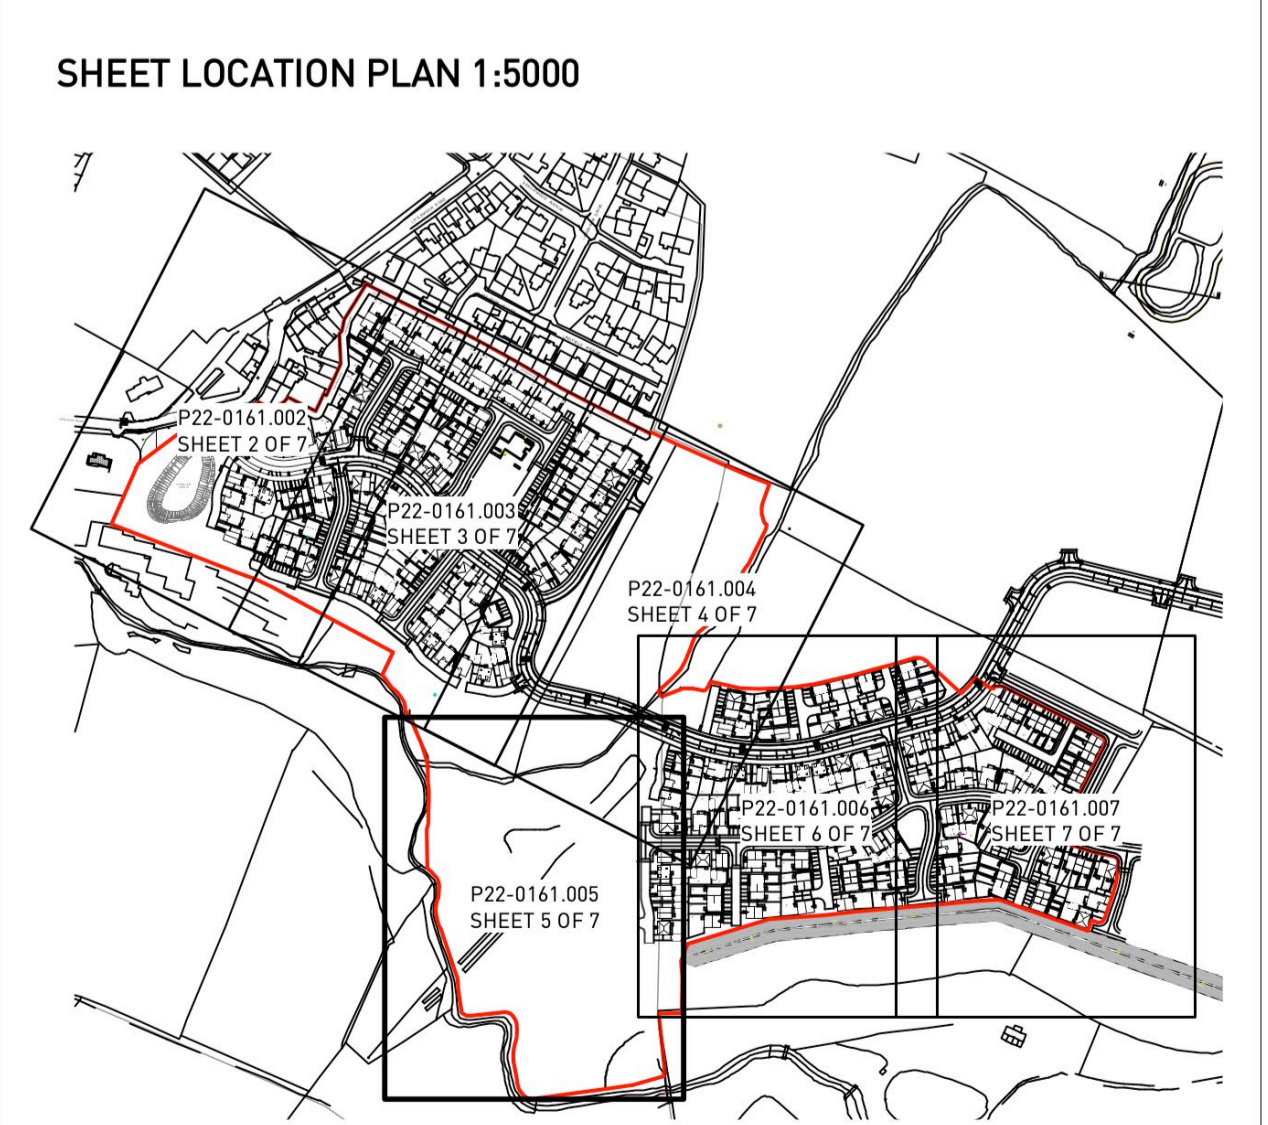 SHEET LOCATION PLAN 1:5000
P22-0161.002
SHEET 2 OF 7
P22-0161.003
SHEET 3 OF 7
P22-0161.004
SHEET 4 OF 7
P22-0161.006
SHEET 6 OF 7
P22-0161.007
SHEET 7 OF 7
P22-0161.005
SHEET 5 OF 7